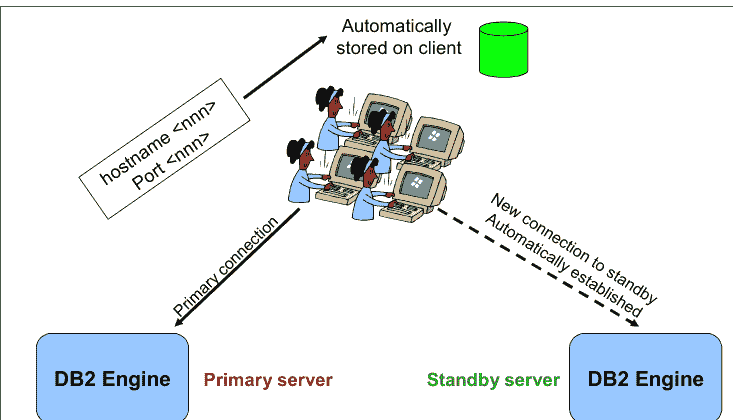 Automatically
stored on client
hostname <nnn>
Port <nnn>
Primary connection
New connection to standby
Automatically established
DB2 Engine
Primary server
Standby server
DB2 Engine